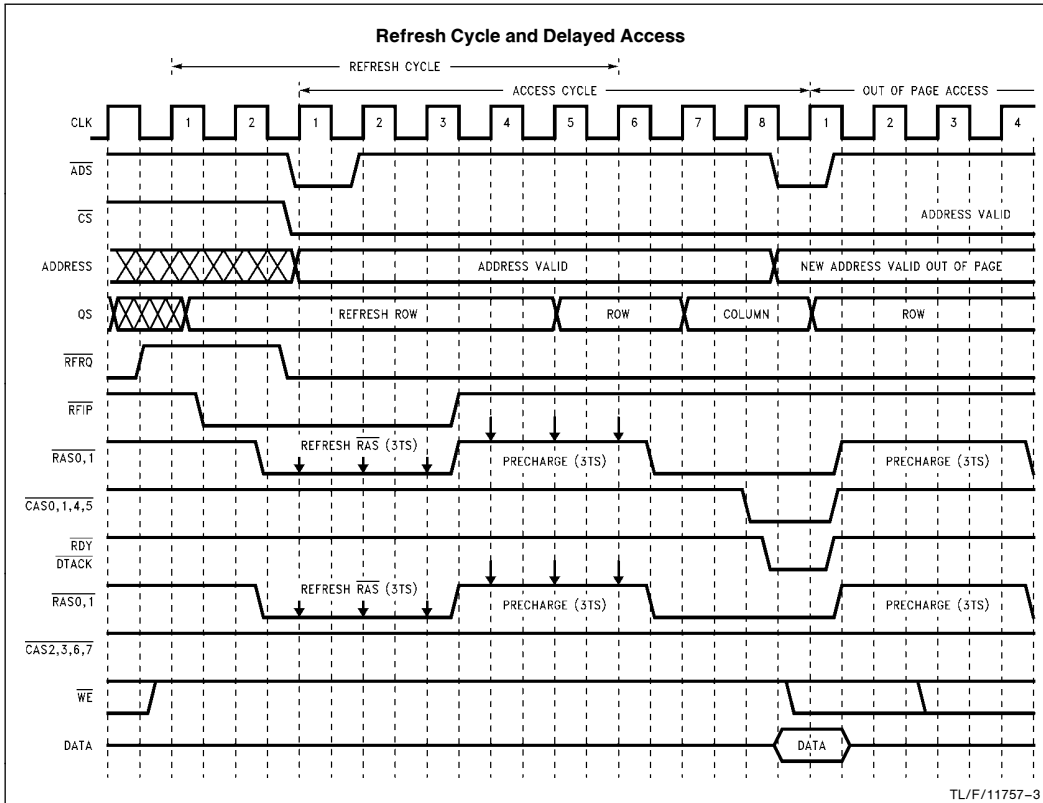 Refresh Cycle and Delayed Access
REFRESH CYCLE
ACCESS CYCLE OUT OF PAGE ACCESS
CLK 1 2 1 2 3 4 5 6 7 8 1 2 3 4
ADS
CS ADDRESS VALID
ADDRESS ADDRESS VALID NEW ADDRESS VALID OUT OF PAGE
QS REFRESH ROW ROW COLUMN ROW
RFRQ
RFIP
REFRESH RAS (3TS)
RAS0,1 PRECHARGE (3TS) PRECHARGE (3TS)
CAS0,1,4,5
RDY
DTACK
REFRESH RAS (3TS)
RAS0,1 PRECHARGE (3TS) PRECHARGE (3TS)
CAS2,3,6,7
WE
DATA DATA
TL/F/11757–3